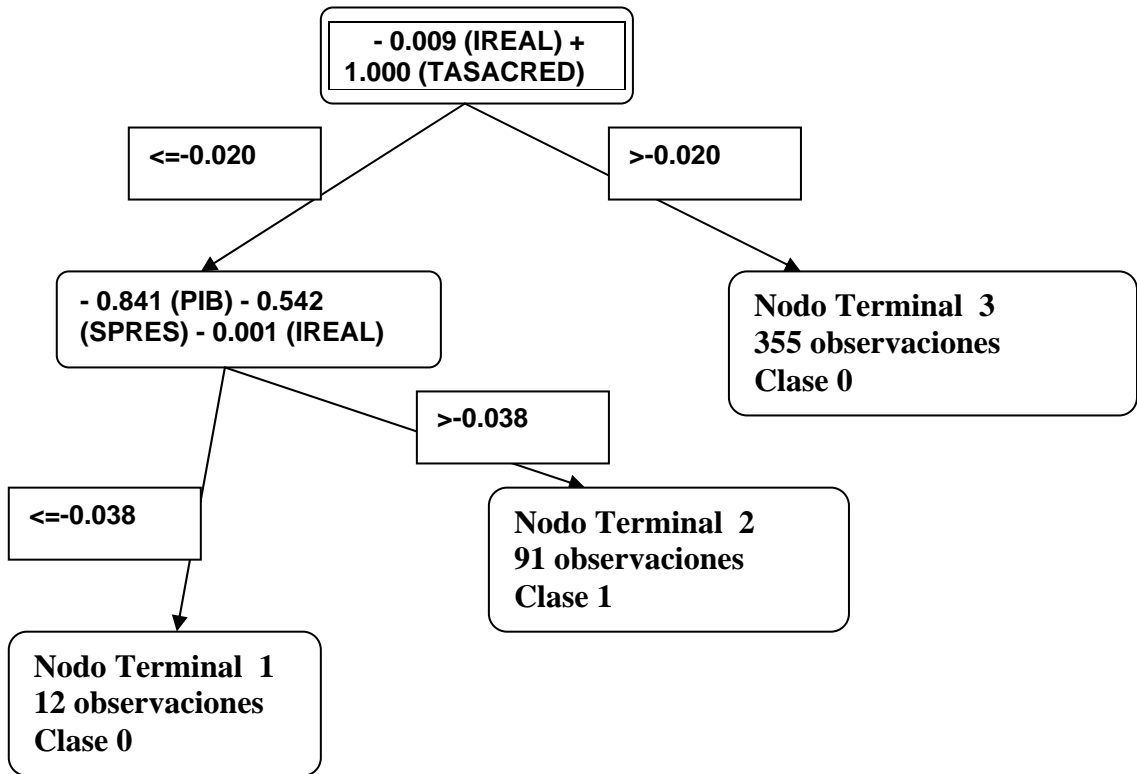 - 0.009 (IREAL) +
1.000 (TASACRED)
<=-0.020
>-0.020
- 0.841 (PIB) - 0.542
(SPRES) - 0.001 (IREAL)
Nodo Terminal 3
355 observaciones
Clase 0
>-0.038
<=-0.038
Nodo Terminal 2
91 observaciones
Clase 1
Nodo Terminal 1
12 observaciones
Clase 0